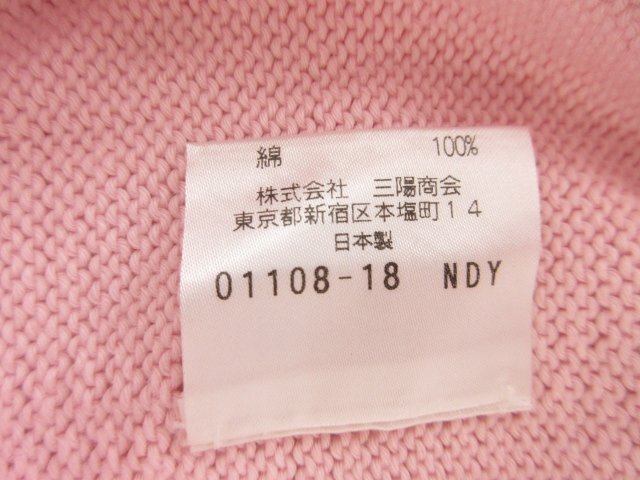 綿 100%
株式会社 三陽商会
東京都新宿区本塩町14
日本製
01108-18 NDY